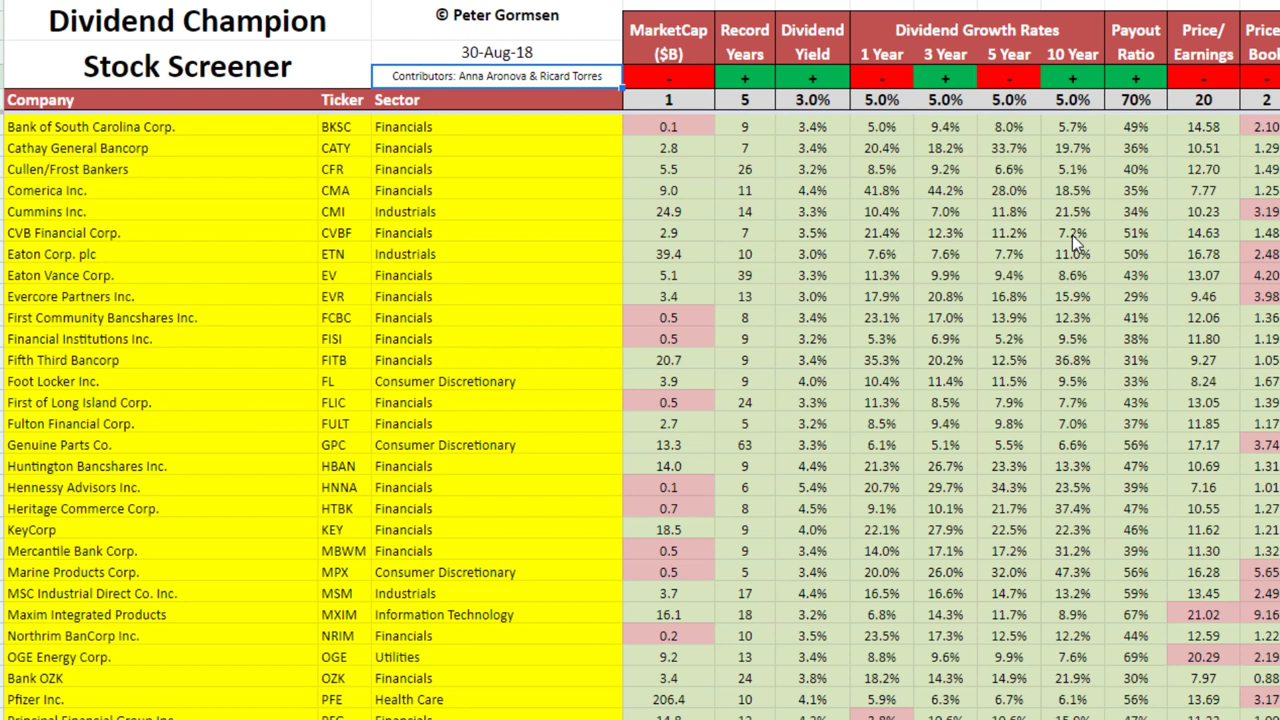 Dividend Champion
Stock Screener
© Peter Gormsen
30-Aug-18
Contributors: Anna Aronova & Ricard Torres
MarketCap ($B) Record Years Dividend Yield Dividend Growth Rates 1 Year 3 Year 5 Year 10 Year Payout Ratio Price/ Earnings Price Book
- + + - + - + + - -
Company Ticker Sector 1 5 3.0% 5.0% 5.0% 5.0% 5.0% 70% 20 2
Bank of South Carolina Corp. BKSC Financials 0.1 9 3.4% 5.0% 9.4% 8.0% 5.7% 49% 14.58 2.10
Cathay General Bancorp CATY Financials 2.8 7 3.4% 20.4% 18.2% 33.7% 19.7% 36% 10.51 1.29
Cullen/Frost Bankers CFR Financials 5.5 26 3.2% 8.5% 9.2% 6.6% 5.1% 40% 12.70 1.49
Comerica Inc. CMA Financials 9.0 11 4.4% 41.8% 44.2% 28.0% 18.5% 35% 7.77 1.25
Cummins Inc. CMI Industrials 24.9 14 3.3% 10.4% 7.0% 11.8% 21.5% 34% 10.23 3.19
CVB Financial Corp. CVBF Financials 2.9 7 3.5% 21.4% 12.3% 11.2% 7.2% 51% 14.63 1.48
Eaton Corp. plc ETN Industrials 39.4 10 3.0% 7.6% 7.6% 7.7% 11.0% 50% 16.78 2.48
Eaton Vance Corp. EV Financials 5.1 39 3.3% 11.3% 9.9% 9.4% 8.6% 43% 13.07 4.20
Evercore Partners Inc. EVR Financials 3.4 13 3.0% 17.9% 20.8% 16.8% 15.9% 29% 9.46 3.98
First Community Bancshares Inc. FCBC Financials 0.5 8 3.4% 23.1% 17.0% 13.9% 12.3% 41% 12.06 1.36
Financial Institutions Inc. FISI Financials 0.5 9 3.2% 5.3% 6.9% 5.2% 9.5% 38% 11.80 1.19
Fifth Third Bancorp FITB Financials 20.7 9 3.4% 35.3% 20.2% 12.5% 36.8% 31% 9.27 1.05
Foot Locker Inc. FL Consumer Discretionary 3.9 9 4.0% 10.4% 11.4% 11.5% 9.5% 33% 8.24 1.67
First of Long Island Corp. FLIC Financials 0.5 24 3.3% 11.3% 8.5% 7.9% 7.7% 43% 13.05 1.39
Fulton Financial Corp. FULT Financials 2.7 5 3.2% 8.5% 9.4% 9.8% 7.0% 37% 11.85 1.17
Genuine Parts Co. GPC Consumer Discretionary 13.3 63 3.3% 6.1% 5.1% 5.5% 6.6% 56% 17.17 3.74
Huntington Bancshares Inc. HBAN Financials 14.0 9 4.4% 21.3% 26.7% 23.3% 13.3% 47% 10.69 1.31
Hennessy Advisors Inc. HNNA Financials 0.1 6 5.4% 20.7% 29.7% 34.3% 23.5% 39% 7.16 1.01
Heritage Commerce Corp. HTBK Financials 0.7 8 4.5% 9.1% 10.1% 21.7% 37.4% 47% 10.55 1.27
KeyCorp KEY Financials 18.5 9 4.0% 22.1% 27.9% 22.5% 22.3% 46% 11.62 1.21
Mercantile Bank Corp. MBWM Financials 0.5 9 3.4% 14.0% 17.1% 17.2% 31.2% 39% 11.30 1.32
Marine Products Corp. MPX Consumer Discretionary 0.5 5 3.4% 20.0% 26.0% 32.0% 47.3% 56% 16.28 5.65
MSC Industrial Direct Co. Inc. MSM Industrials 3.7 17 4.4% 16.5% 16.6% 14.7% 13.2% 59% 13.45 2.49
Maxim Integrated Products MXIM Information Technology 16.1 18 3.2% 6.8% 14.3% 11.7% 8.9% 67% 21.02 9.16
Northrim BanCorp Inc. NRIM Financials 0.2 10 3.5% 23.5% 17.3% 12.5% 12.2% 44% 12.59 1.22
OGE Energy Corp. OGE Utilities 9.2 13 3.4% 8.8% 9.6% 9.9% 7.6% 69% 20.29 2.19
Bank OZK OZK Financials 3.4 24 3.8% 18.2% 14.3% 14.9% 21.9% 30% 7.97 0.88
Pfizer Inc. PFE Health Care 206.4 10 4.1% 5.9% 6.3% 6.7% 6.1% 56% 13.69 3.17
Principal Financial Group Inc.